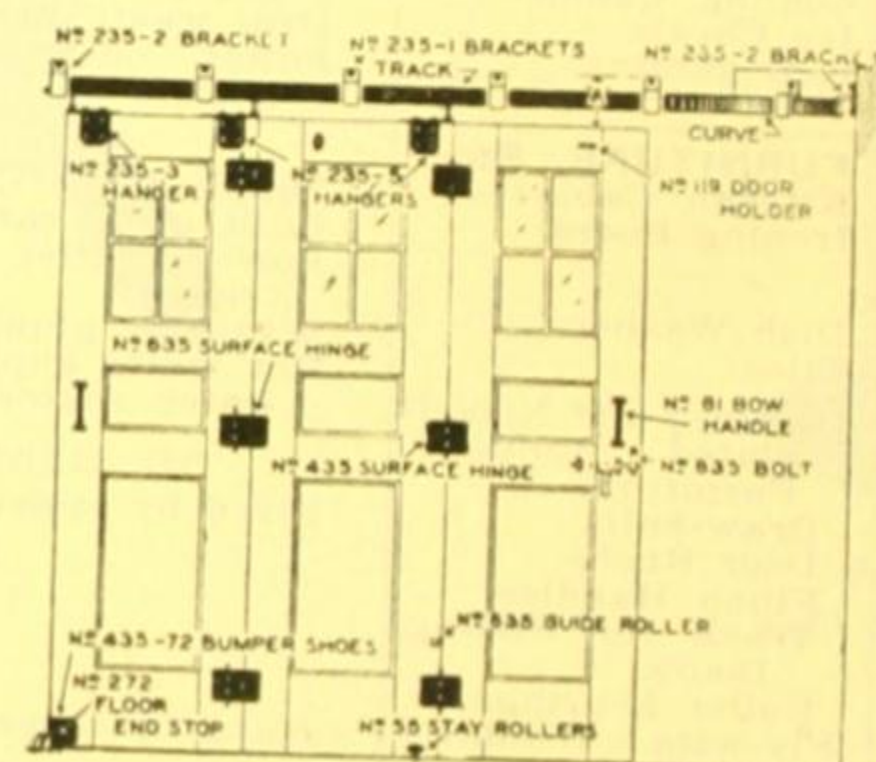 Nº 235-2 BRACKET
Nº 235-1 BRACKETS
TRACK
Nº 235-2 BRACKET
CURVE
Nº 235-3
HANGER
Nº 235-5
HANGERS
Nº 119 DOOR
HOLDER
Nº 835 SURFACE HINGE
Nº 81 BOW
HANDLE
Nº 435 SURFACE HINGE
Nº 835 BOLT
Nº 835 GUIDE ROLLER
Nº 435-72 BUMPER SHOES
Nº 272
FLOOR
END STOP
Nº 58 STAY ROLLERS